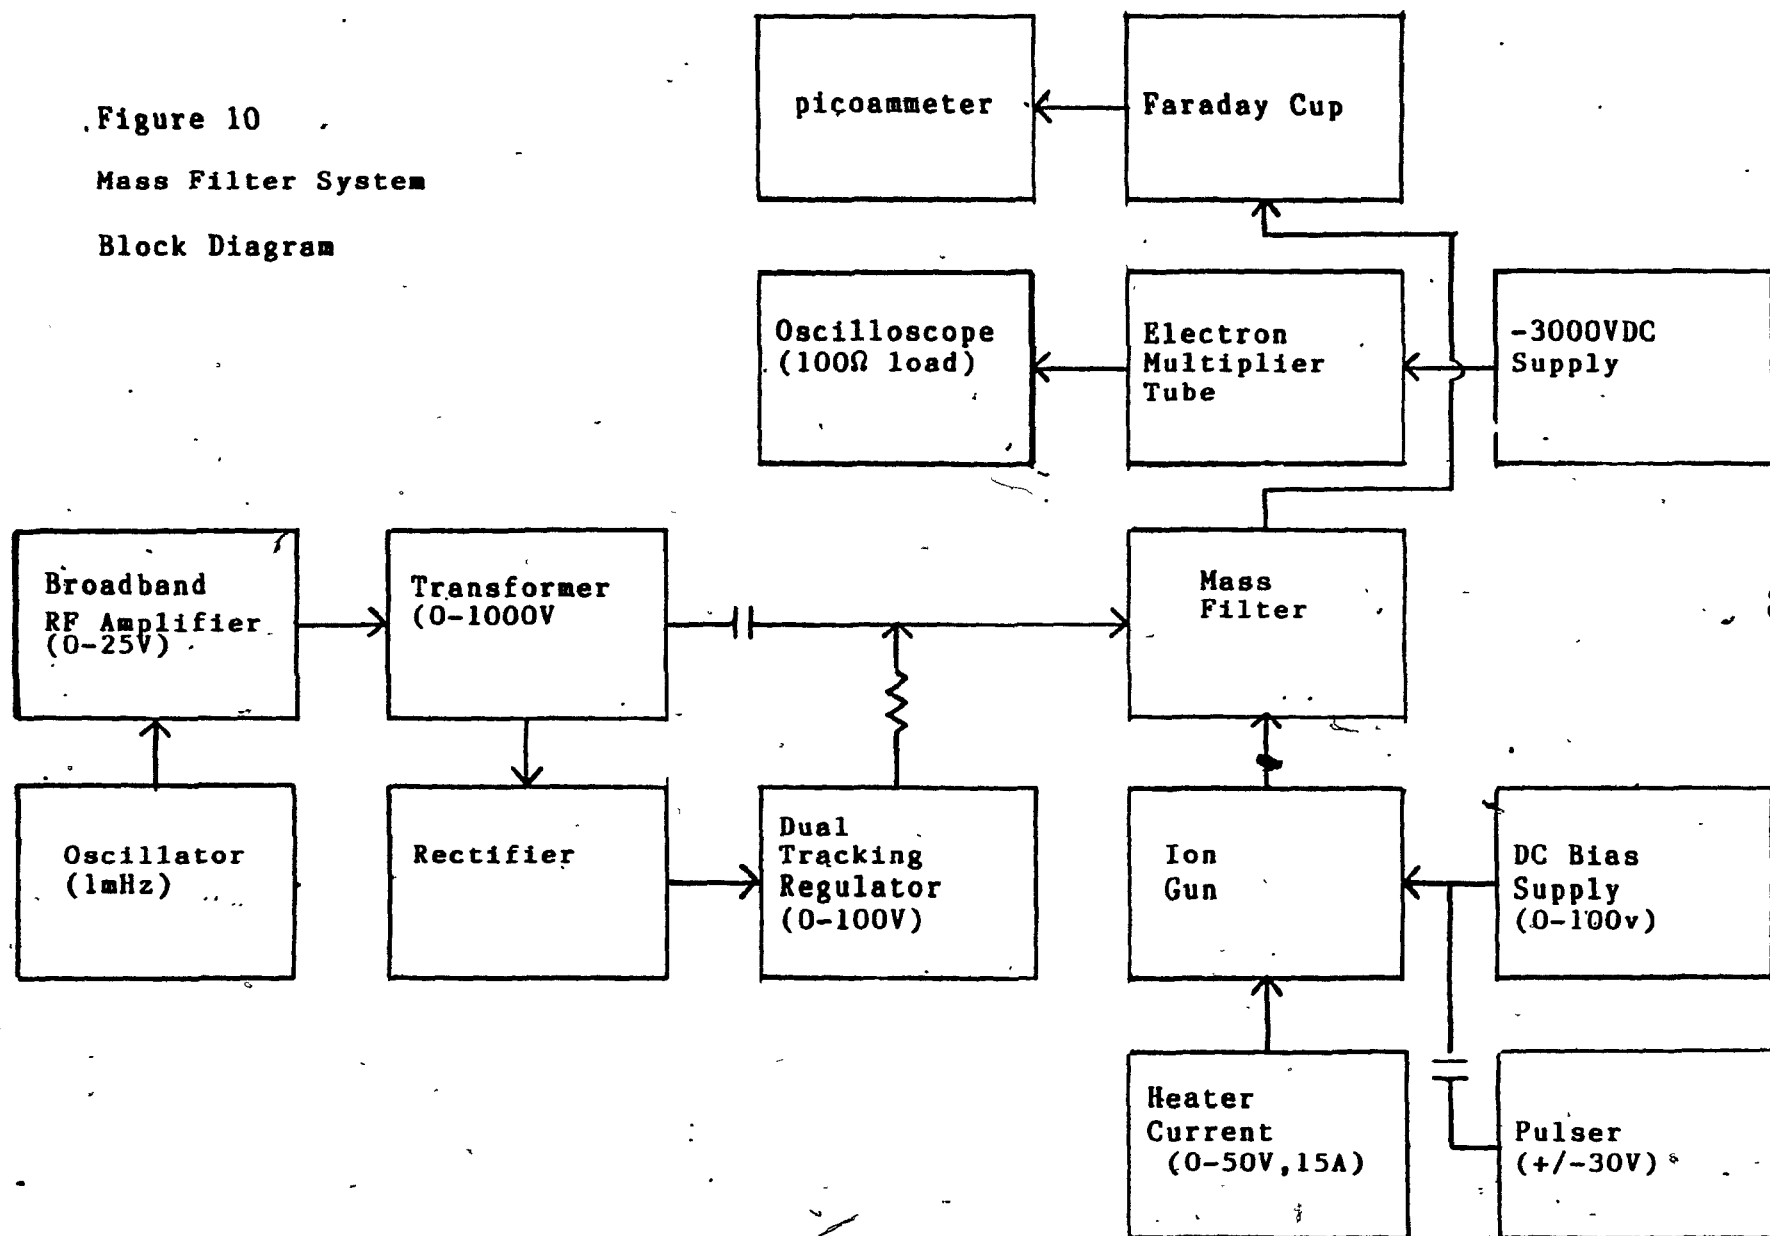 Figure 10
Mass Filter System
Block Diagram
picoammeter
Faraday Cup
Oscilloscope
(100Ω load)
Electron
Multiplier
Tube
-3000VDC
Supply
Broadband
RF Amplifier
(0-25V)
Transformer
(0-1000V
Mass
Filter
Oscillator
(1mHz)
Rectifier
Dual
Tracking
Regulator
(0-100V)
Ion
Gun
DC Bias
Supply
(0-100v)
Heater
Current
(0-50V,15A)
Pulser
(+/-30V)